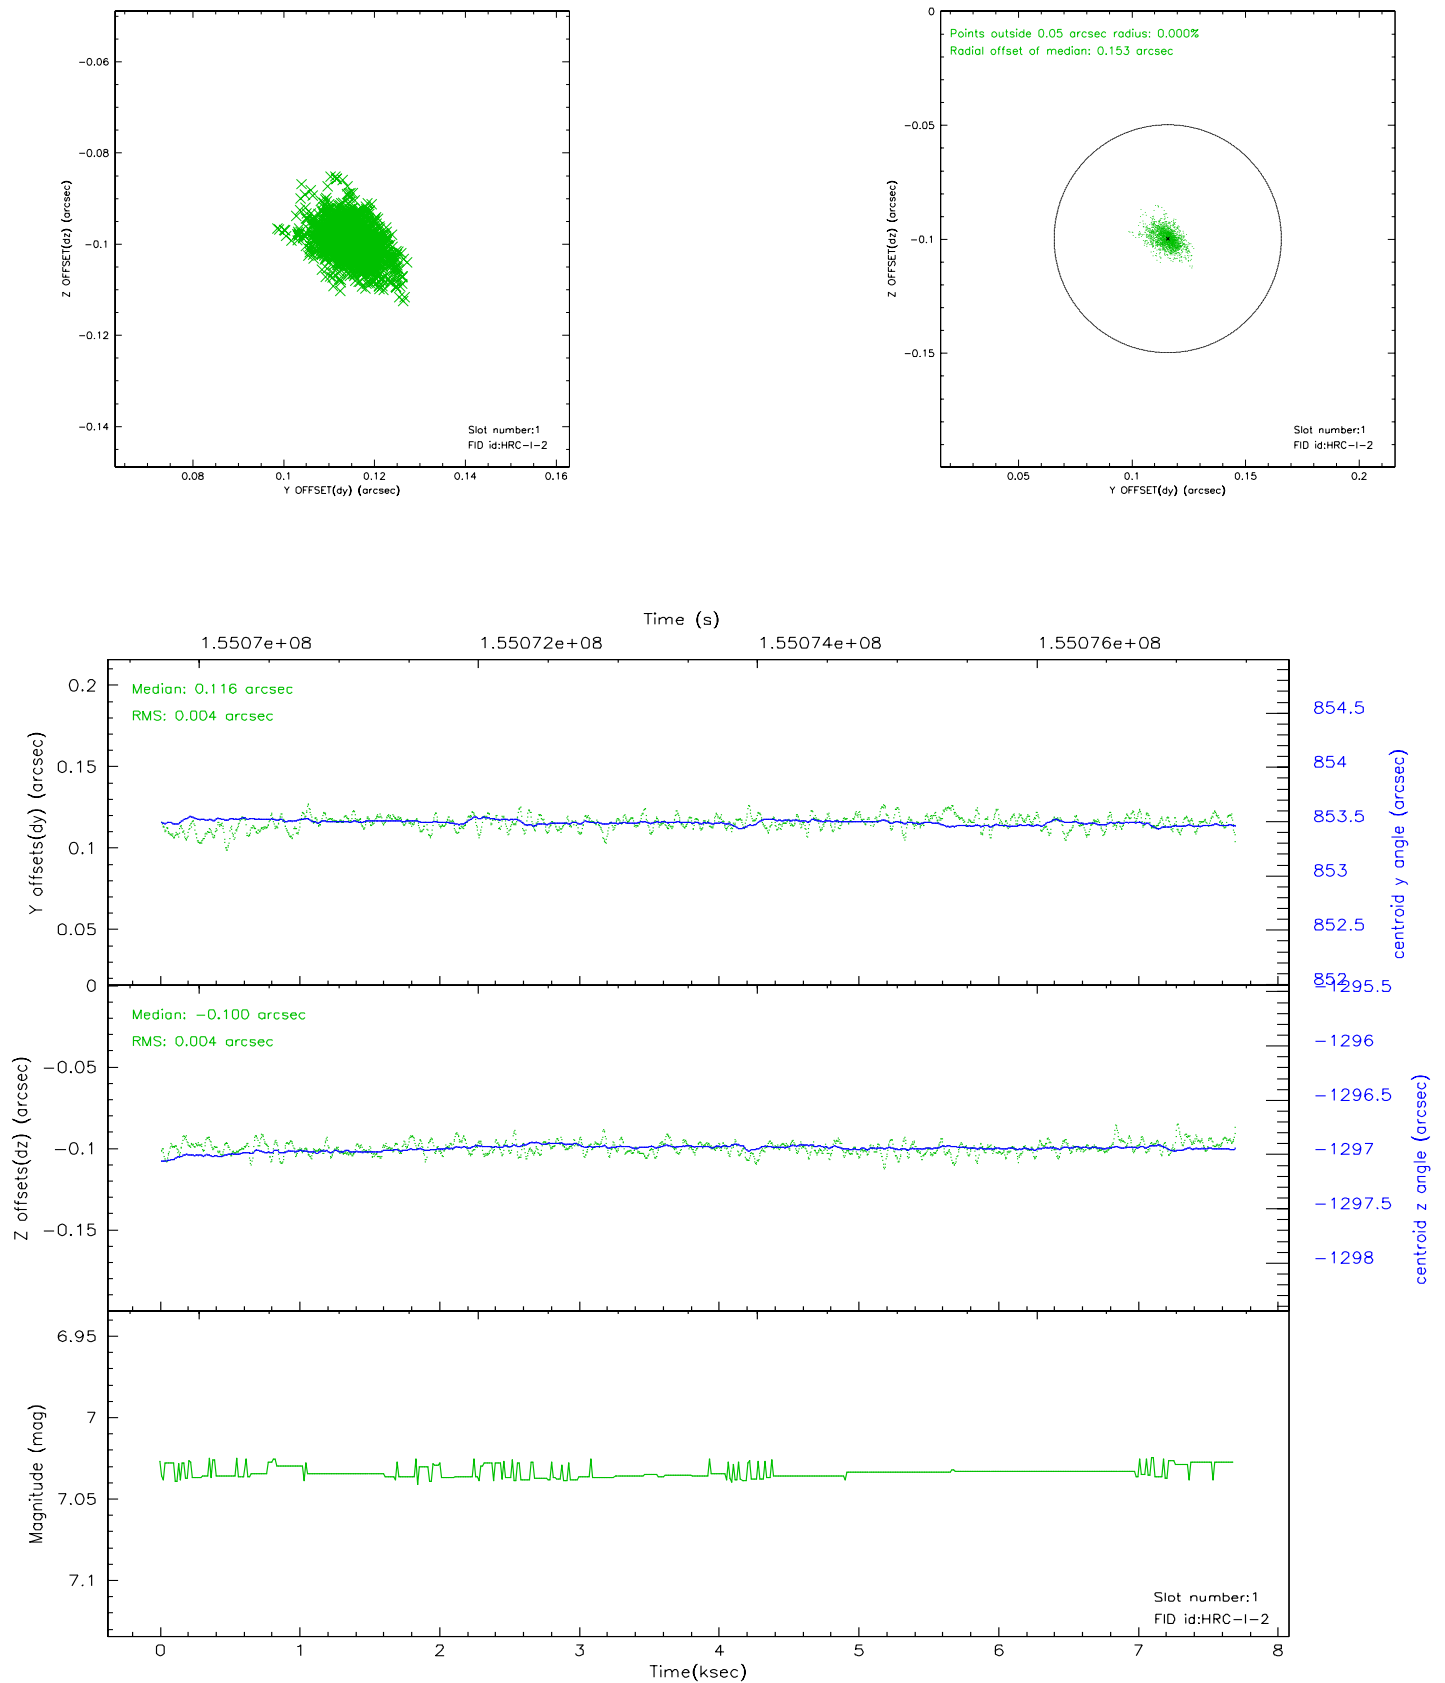 -0.06
-0.08
-0.1
-0.12
-0.14
Z OFFSET(dz) (arcsec)
Slot number:1
FID id:HRC-I-2
0.08 0.1 0.12 0.14 0.16
Y OFFSET(dy) (arcsec)
0
Points outside 0.05 arcsec radius: 0.000%
Radial offset of median: 0.153 arcsec
-0.05
-0.1
-0.15
Z OFFSET(dz) (arcsec)
Slot number:1
FID id:HRC-I-2
0.05 0.1 0.15 0.2
Y OFFSET(dy) (arcsec)
Time (s)
1.5507e+08 1.55072e+08 1.55074e+08 1.55076e+08
Median: 0.116 arcsec
RMS: 0.004 arcsec
0.2
0.15
0.1
0.05
0
Y offsets(dy) (arcsec)
854.5
854
853.5
853
852.5
852
centroid y angle (arcsec)
Median: -0.100 arcsec
RMS: 0.004 arcsec
-0.05
-0.1
-0.15
Z offsets(dz) (arcsec)
-1295.5
-1296
-1296.5
-1297
-1297.5
-1298
centroid z angle (arcsec)
6.95
7
7.05
7.1
Magnitude (mag)
Slot number:1
FID id:HRC-I-2
0 1 2 3 4 5 6 7 8
Time(ksec)